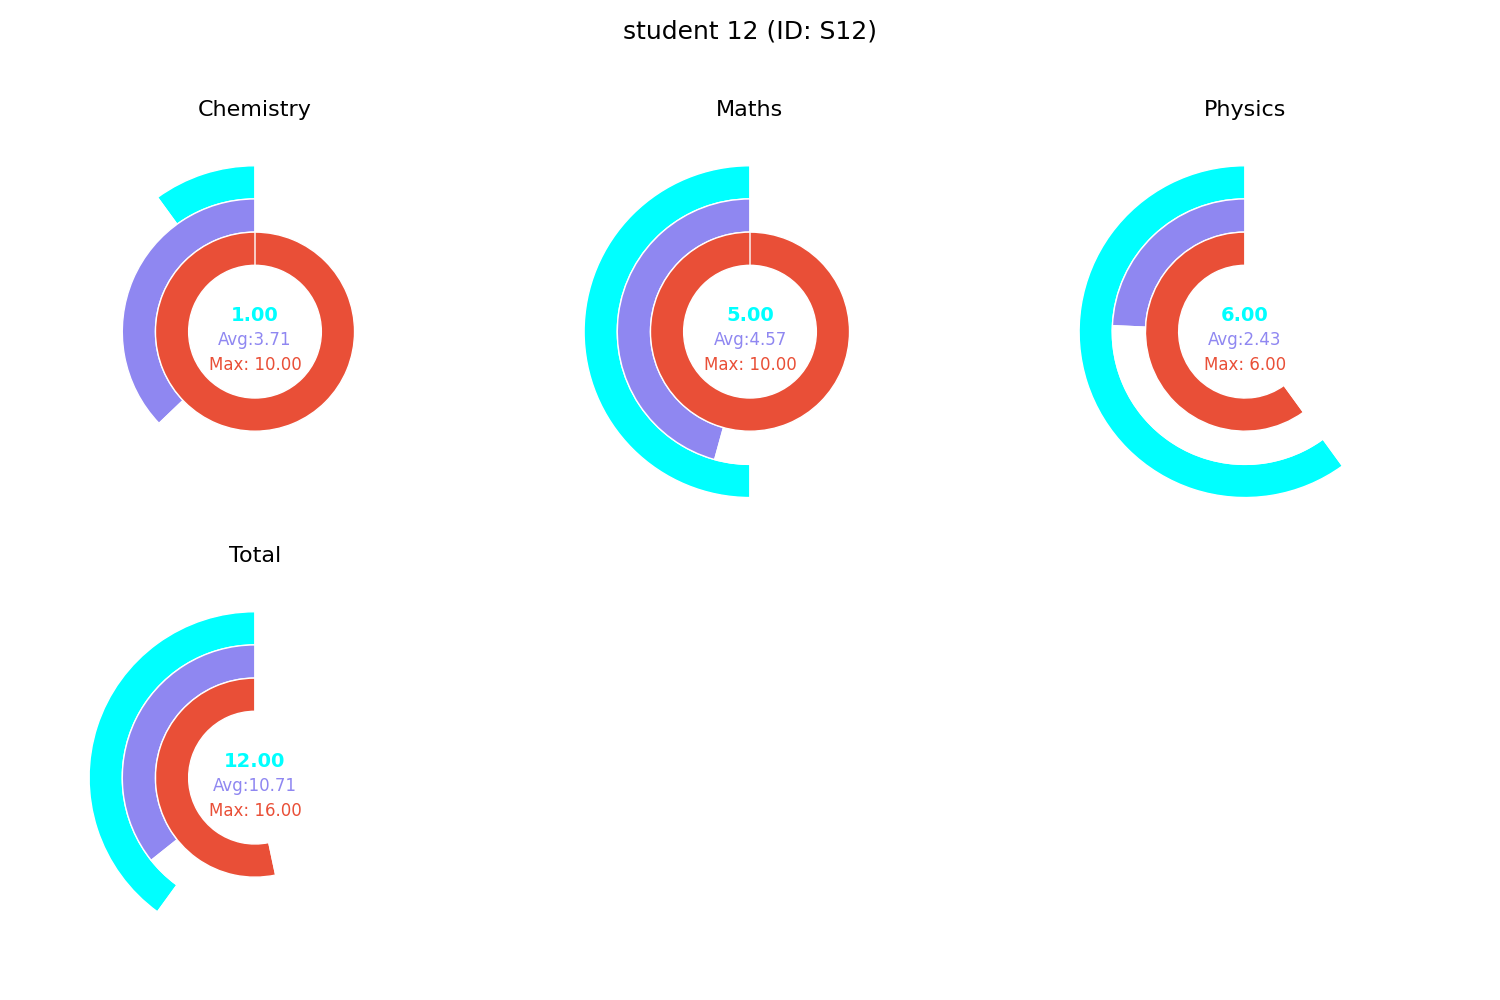 student 12 (ID: S12)
Chemistry
1.00
Avg:3.71
Max: 10.00
Maths
5.00
Avg:4.57
Max: 10.00
Physics
6.00
Avg:2.43
Max: 6.00
Total
12.00
Avg:10.71
Max: 16.00